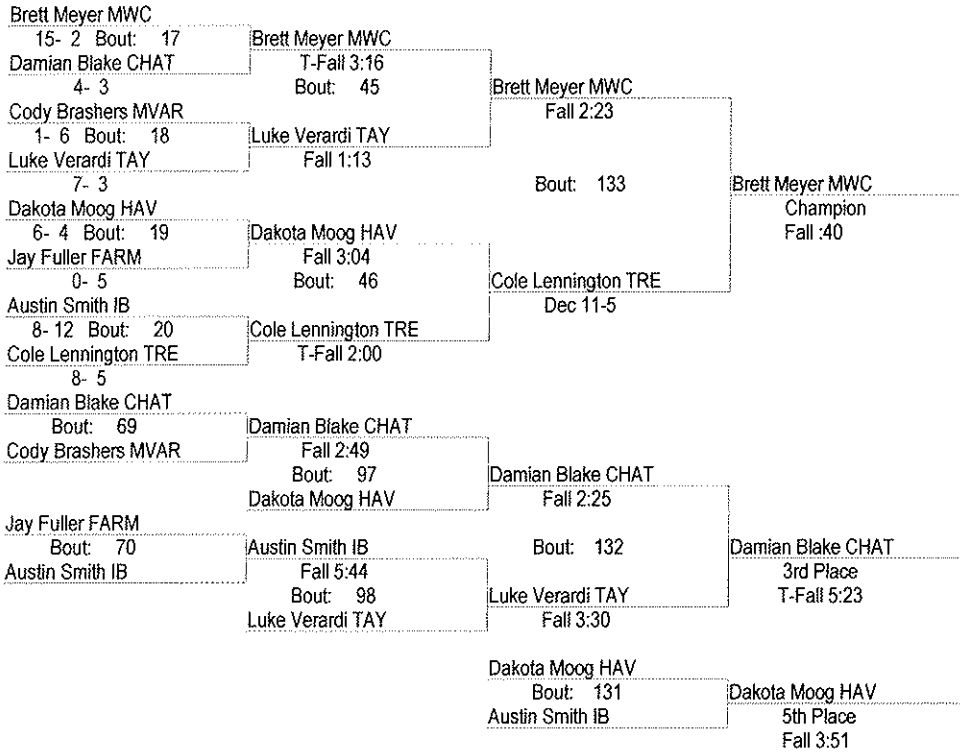 Brett Meyer MWC
15- 2 Bout: 17
Damian Blake CHAT
4- 3
Cody Brashers MVAR
1- 6 Bout: 18
Luke Verardi TAY
7- 3
Dakota Moog HAV
6- 4 Bout: 19
Jay Fuller FARM
0- 5
Austin Smith IB
8- 12 Bout: 20
Cole Lennington TRE
8- 5
Brett Meyer MWC
T-Fall 3:16
Bout: 45
Luke Verardi TAY
Fall 1:13
Dakota Moog HAV
Fall 3:04
Bout: 46
Cole Lennington TRE
T-Fall 2:00
Brett Meyer MWC
Fall 2:23
Bout: 133
Cole Lennington TRE
Dec 11-5
Brett Meyer MWC
Champion
Fall :40
Damian Blake CHAT
Bout: 69
Cody Brashers MVAR
Jay Fuller FARM
Bout: 70
Austin Smith IB
Damian Blake CHAT
Fall 2:49
Bout: 97
Dakota Moog HAV
Austin Smith IB
Fall 5:44
Bout: 98
Luke Verardi TAY
Damian Blake CHAT
Fall 2:25
Bout: 132
Luke Verardi TAY
Fall 3:30
Damian Blake CHAT
3rd Place
T-Fall 5:23
Dakota Moog HAV
Bout: 131
Austin Smith IB
Dakota Moog HAV
5th Place
Fall 3:51